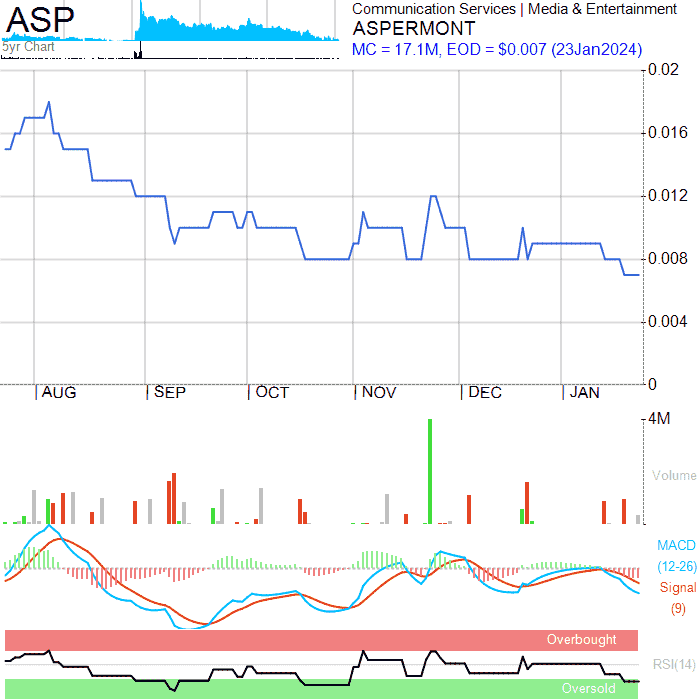 ASP
5yr Chart
Communication Services | Media & Entertainment
ASPERMONT
MC = 17.1M, EOD = $0.007 (23Jan2024)
0.02
0.016
0.012
0.008
0.004
0
AUG SEP OCT NOV DEC JAN
4M
Volume
MACD
(12-26)
Signal
(9)
Overbought
RSI(14)
Oversold